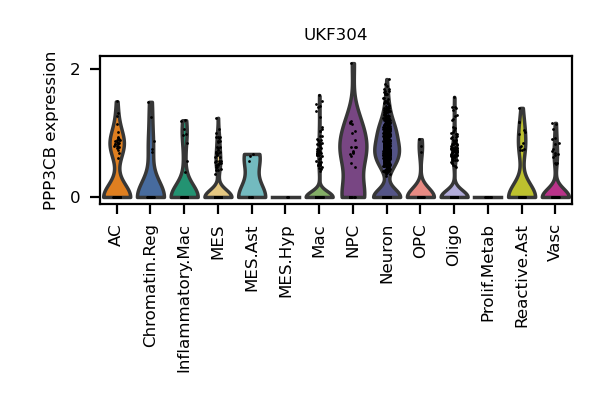 UKF304
PPP3CB expression
2
0
AC
Chromatin.Reg
Inflammatory.Mac
MES
MES.Ast
MES.Hyp
Mac
NPC
Neuron
OPC
Oligo
Prolif.Metab
Reactive.Ast
Vasc